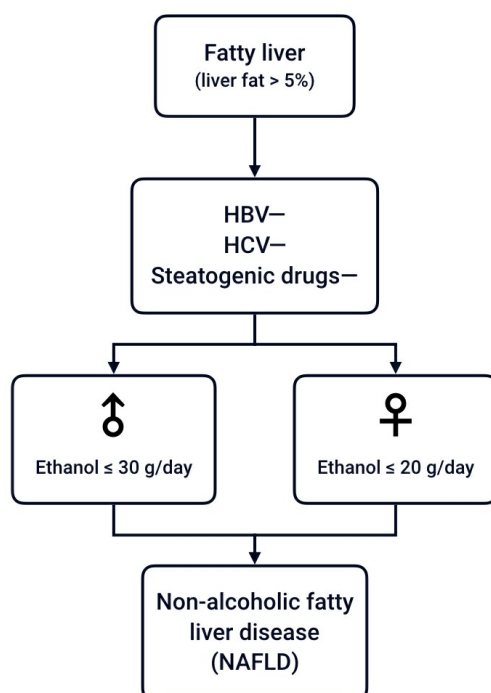 Fatty liver
(liver fat > 5%)
HBV—
HCV—
Steatogenic drugs—
Ethanol ≤ 30 g/day
Ethanol ≤ 20 g/day
Non-alcoholic fatty
liver disease
(NAFLD)